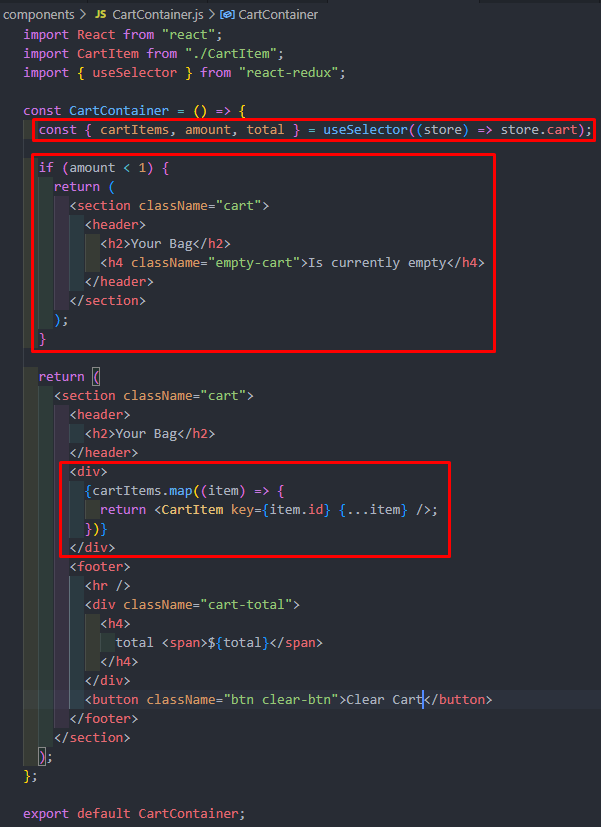 components > JS CartContainer.js > CartContainer
import React from "react";
import CartItem from "./CartItem";
import { useSelector } from "react-redux";

const CartContainer = () => {
  const { cartItems, amount, total } = useSelector((store) => store.cart);

  if (amount < 1) {
    return (
      <section className="cart">
        <header>
          <h2>Your Bag</h2>
          <h4 className="empty-cart">Is currently empty</h4>
        </header>
      </section>
    );
  }

  return (
    <section className="cart">
      <header>
        <h2>Your Bag</h2>
      </header>
      <div>
        {cartItems.map((item) => {
          return <CartItem key={item.id} {...item} />;
        })}
      </div>
      <footer>
        <hr />
        <div className="cart-total">
          <h4>
            total <span>${total}</span>
          </h4>
        </div>
        <button className="btn clear-btn">Clear Cart</button>
      </footer>
    </section>
  );
};

export default CartContainer;